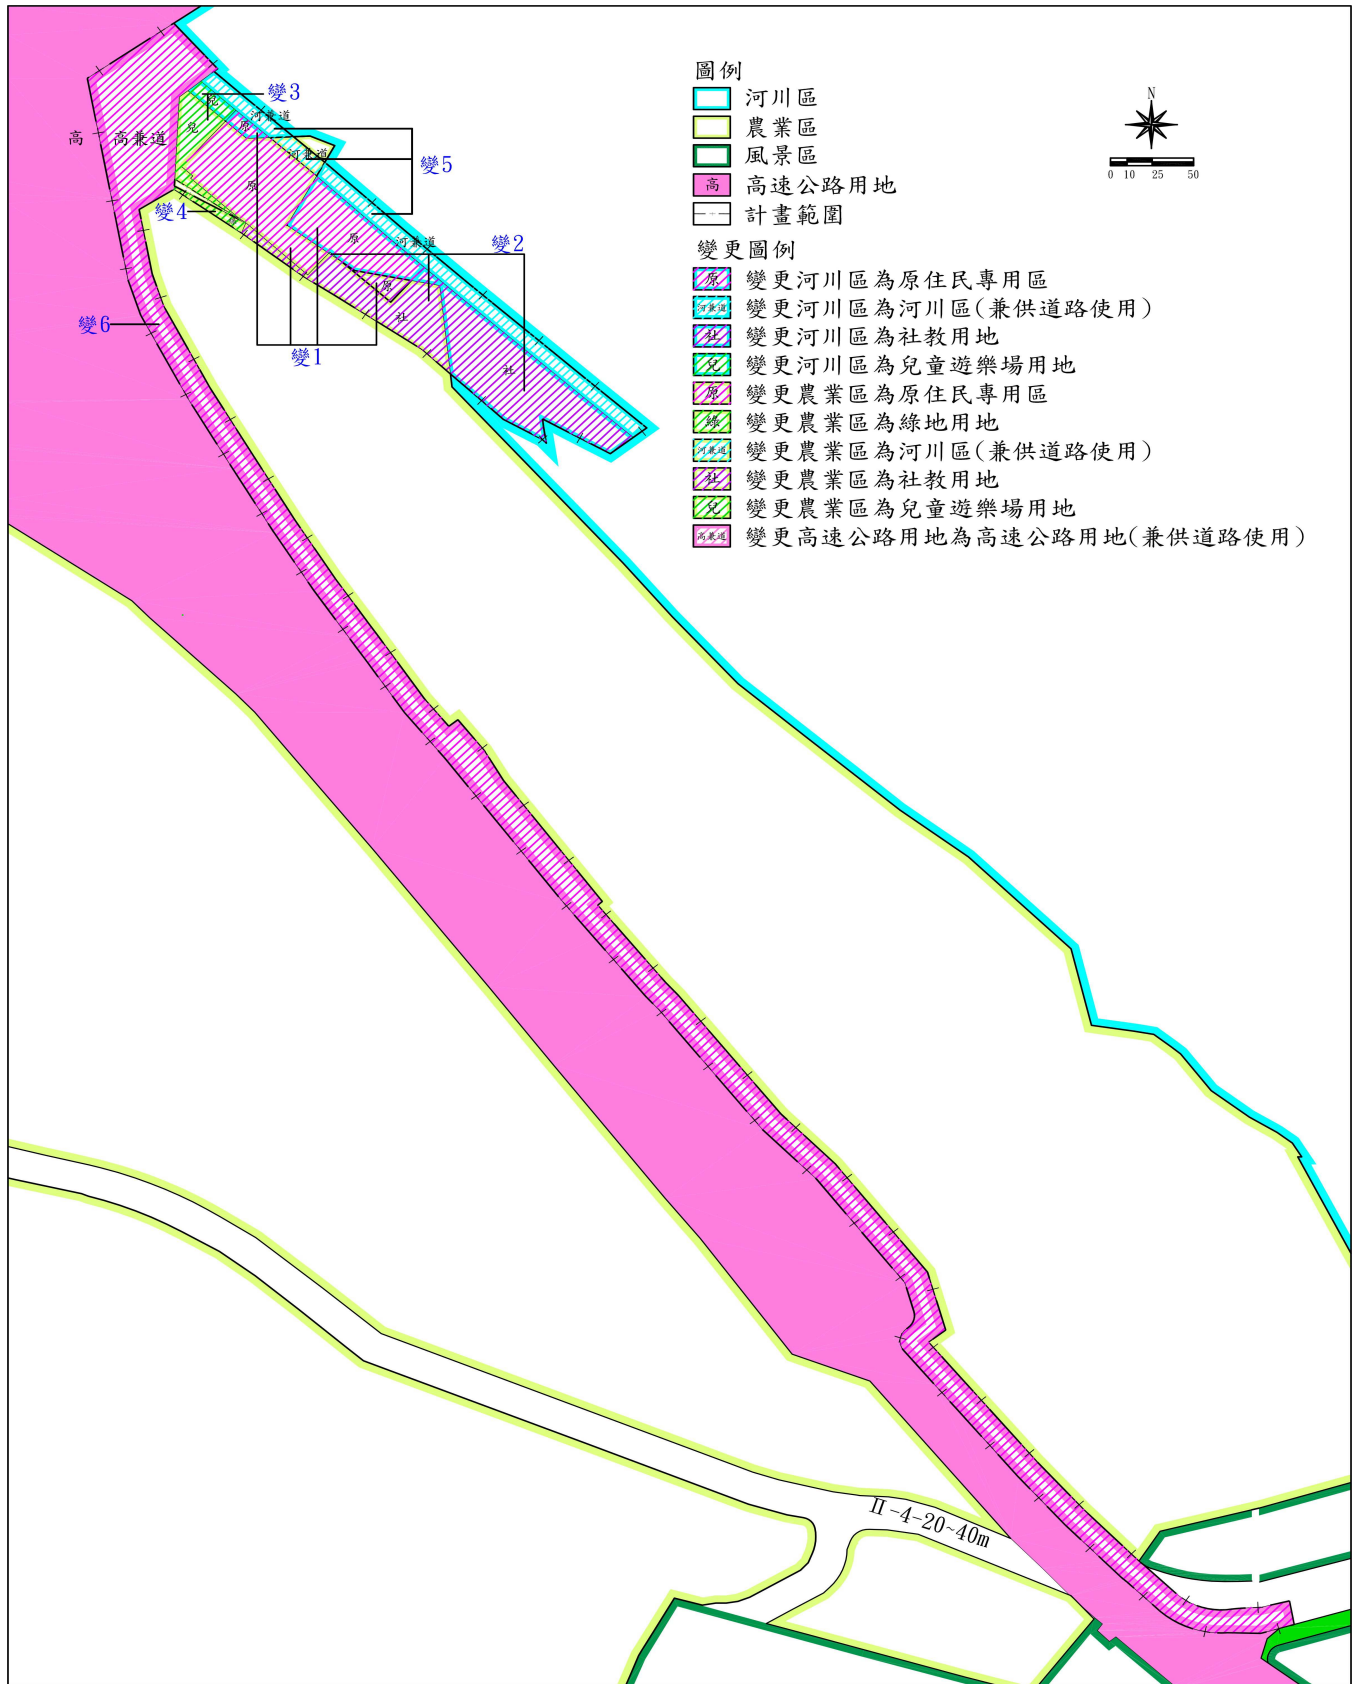 圖例
河川區
農業區
風景區
高 高速公路用地
計畫範圍
變更圖例
原 變更河川區為原住民專用區
河兼道 變更河川區為河川區(兼供道路使用)
社 變更河川區為社教用地
兒 變更河川區為兒童遊樂場用地
原 變更農業區為原住民專用區
綠 變更農業區為綠地用地
河兼道 變更農業區為河川區(兼供道路使用)
社 變更農業區為社教用地
兒 變更農業區為兒童遊樂場用地
高兼道 變更高速公路用地為高速公路用地(兼供道路使用)
N
0 10 25 50
變3
兒
河兼道
原
兒
高
高兼道
河兼道
變5
原
變4
綠
原
河兼道
變2
原
社
變6
變1
社
II-4-20~40m